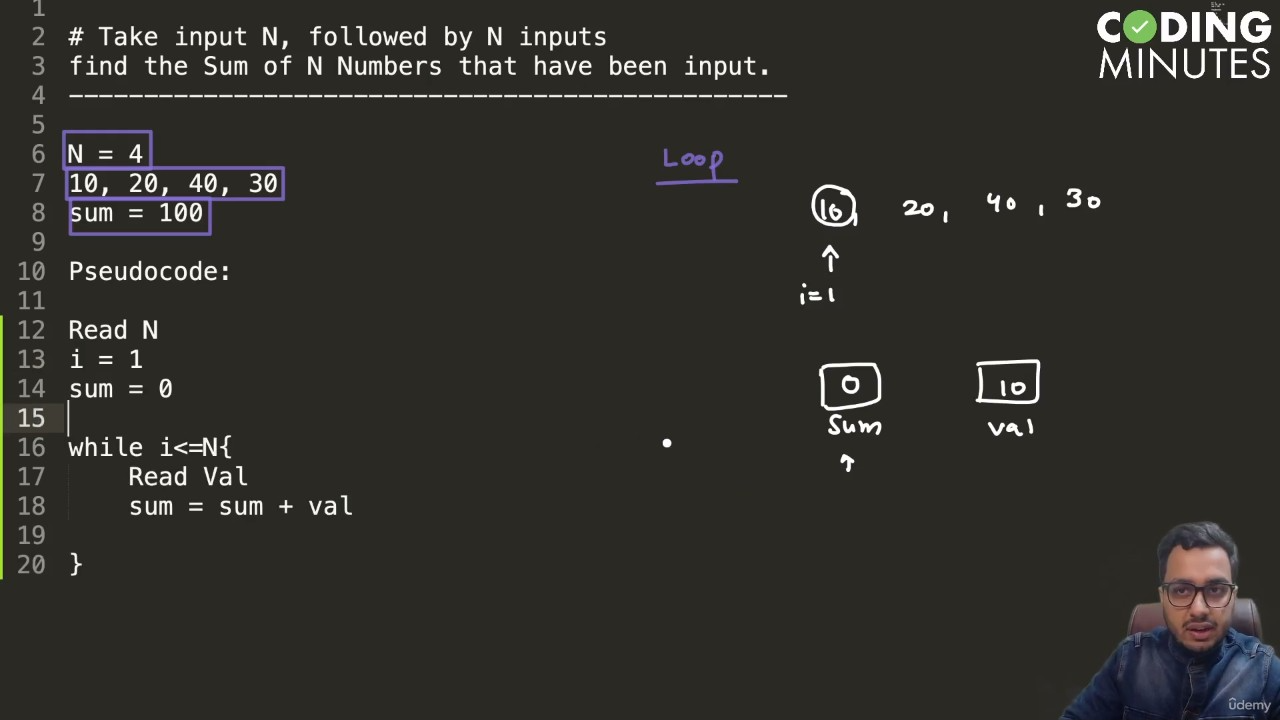 1
2 # Take input N, followed by N inputs
3 find the Sum of N Numbers that have been input.
4 ------------------------------------------------
5
6 N = 4
7 10, 20, 40, 30
8 sum = 100
9
10 Pseudocode:
11
12 Read N
13 i = 1
14 sum = 0
15
16 while i<=N{
17 Read Val
18 sum = sum + val
19
20 }
CODING
MINUTES
Loop
10, 20, 40, 30
i=1
0 10
Sum val
ûdemy